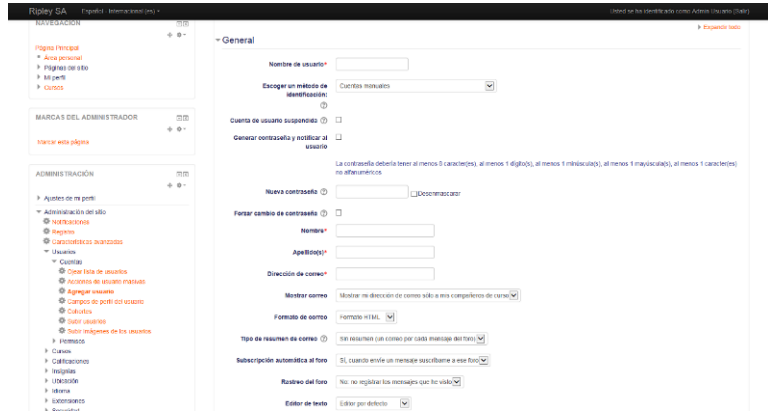 Ripley SA Español - Internacional (es)
Usted se ha identificado como Admin Usuario (Salir)
NAVEGACIÓN
Página Principal
Área personal
Páginas del sitio
Mi perfil
Cursos
MARCAS DEL ADMINISTRADOR
Marcar esta página
ADMINISTRACIÓN
Ajustes de mi perfil
Administración del sitio
Notificaciones
Registro
Características avanzadas
Usuarios
Cuentas
Ojear lista de usuarios
Acciones de usuario masivas
Agregar usuario
Campos de perfil del usuario
Cohortes
Subir usuarios
Subir imágenes de los usuarios
Permisos
Cursos
Calificaciones
Insignias
Ubicación
Idioma
Extensiones
Seguridad
Expandir todo
General
Nombre de usuario*
Escoger un método de
identificación:
Cuentas manuales
Cuenta de usuario suspendida
Generar contraseña y notificar al
usuario
La contraseña debería tener al menos 8 caracter(es), al menos 1 dígito(s), al menos 1 minúscula(s), al menos 1 mayúscula(s), al menos 1 caracter(es)
no alfanuméricos
Nueva contraseña
Desenmascarar
Forzar cambio de contraseña
Nombre*
Apellido(s)*
Dirección de correo*
Mostrar correo Mostrar mi dirección de correo sólo a mis compañeros de curso
Formato de correo Formato HTML
Tipo de resumen de correo Sin resumen (un correo por cada mensaje del foro)
Subscripción automática al foro Sí, cuando envíe un mensaje suscríbame a ese foro
Rastreo del foro No: no registrar los mensajes que he visto
Editor de texto Editor por defecto